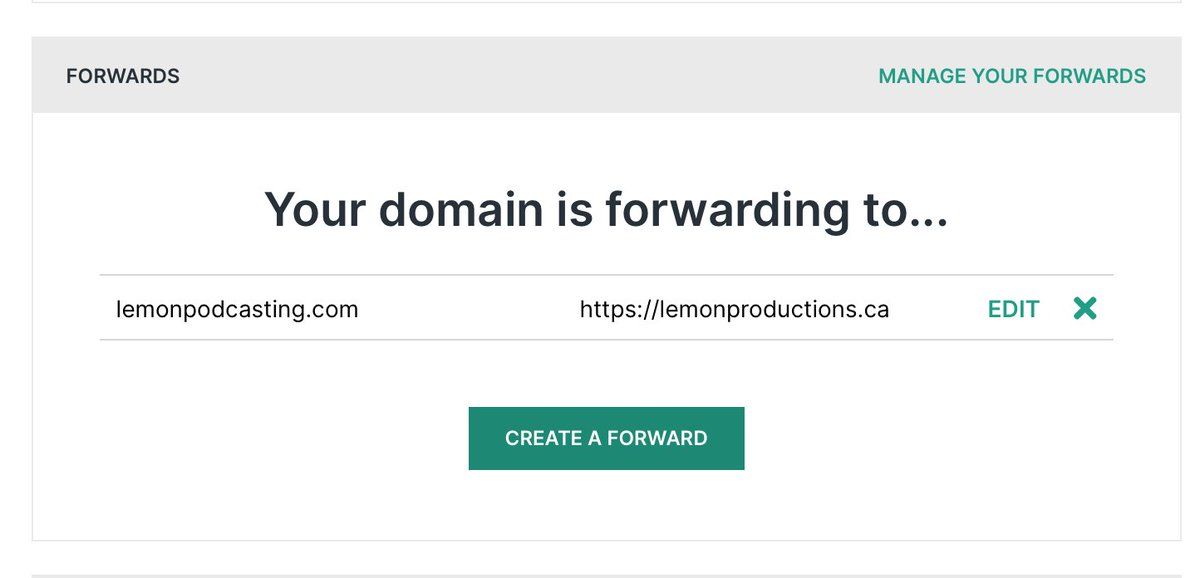 FORWARDS
MANAGE YOUR FORWARDS
Your domain is forwarding to...
lemonpodcasting.com https://lemonproductions.ca EDIT
CREATE A FORWARD